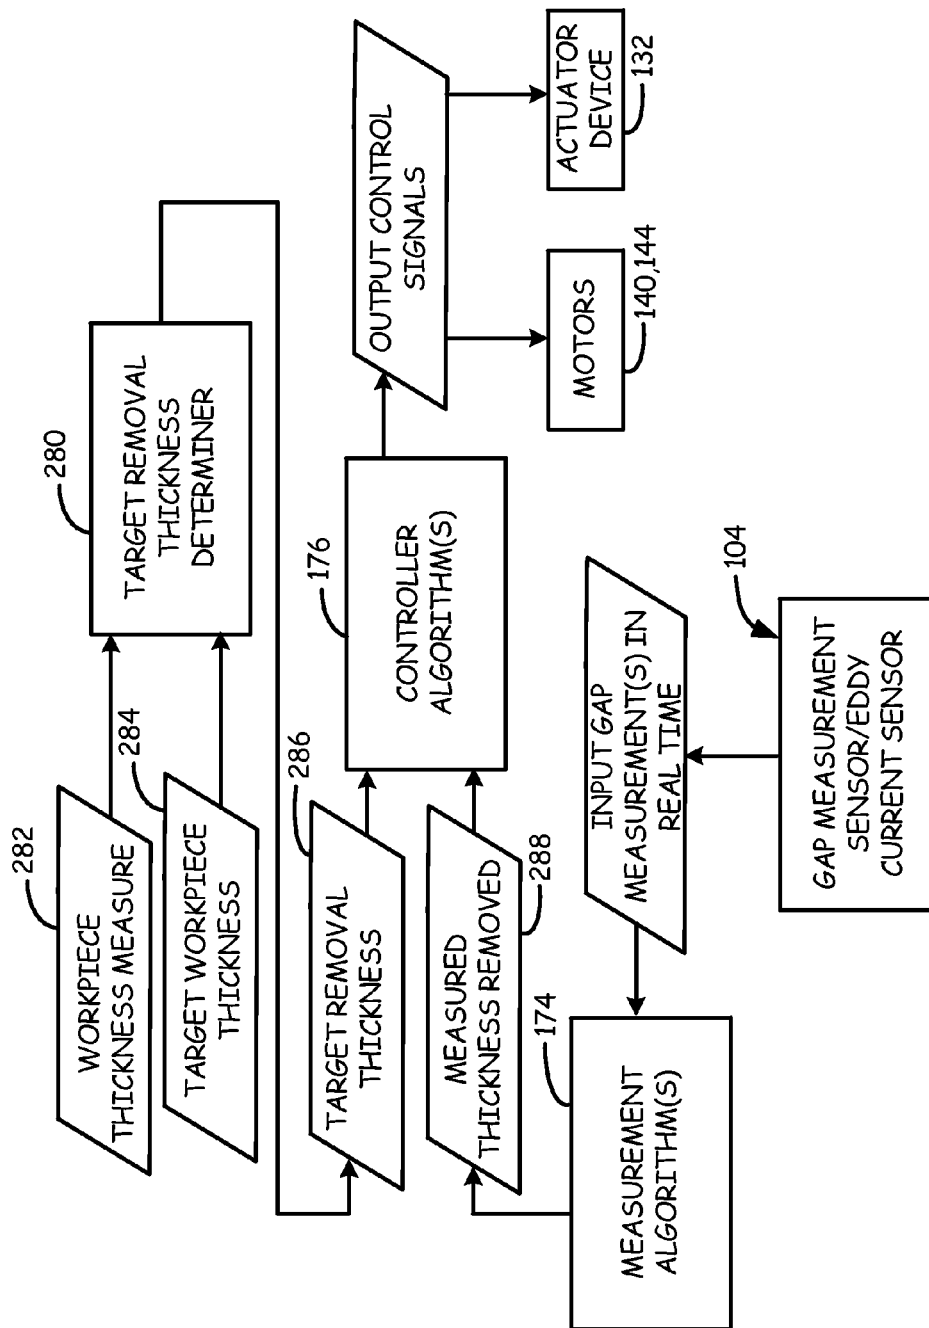 282
WORKPIECE
THICKNESS MEASURE
284
TARGET WORKPIECE
THICKNESS
280
TARGET REMOVAL
THICKNESS
DETERMINER
286
TARGET REMOVAL
THICKNESS
MEASURED
THICKNESS REMOVED
288
176
CONTROLLER
ALGORITHM(S)
OUTPUT CONTROL
SIGNALS
MOTORS
140,144
ACTUATOR
DEVICE
132
174
MEASUREMENT
ALGORITHM(S)
INPUT GAP
MEASUREMENT(S) IN
REAL TIME
104
GAP MEASUREMENT
SENSOR/EDDY
CURRENT SENSOR